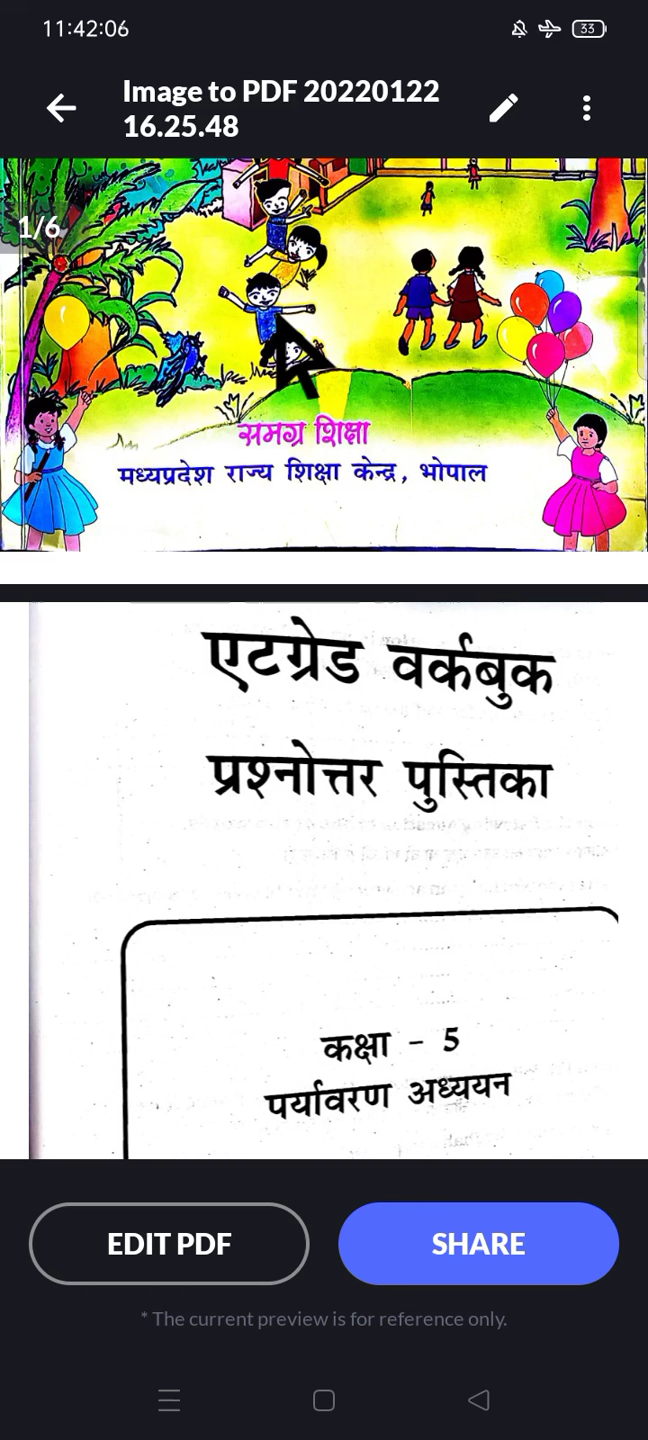 11:42:06
33
Image to PDF 20220122
16.25.48
1/6
समग्र शिक्षा
मध्यप्रदेश राज्य शिक्षा केन्द्र, भोपाल
एटग्रेड वर्कबुक
प्रश्नोत्तर पुस्तिका
कक्षा - 5
पर्यावरण अध्ययन
EDIT PDF
SHARE
* The current preview is for reference only.